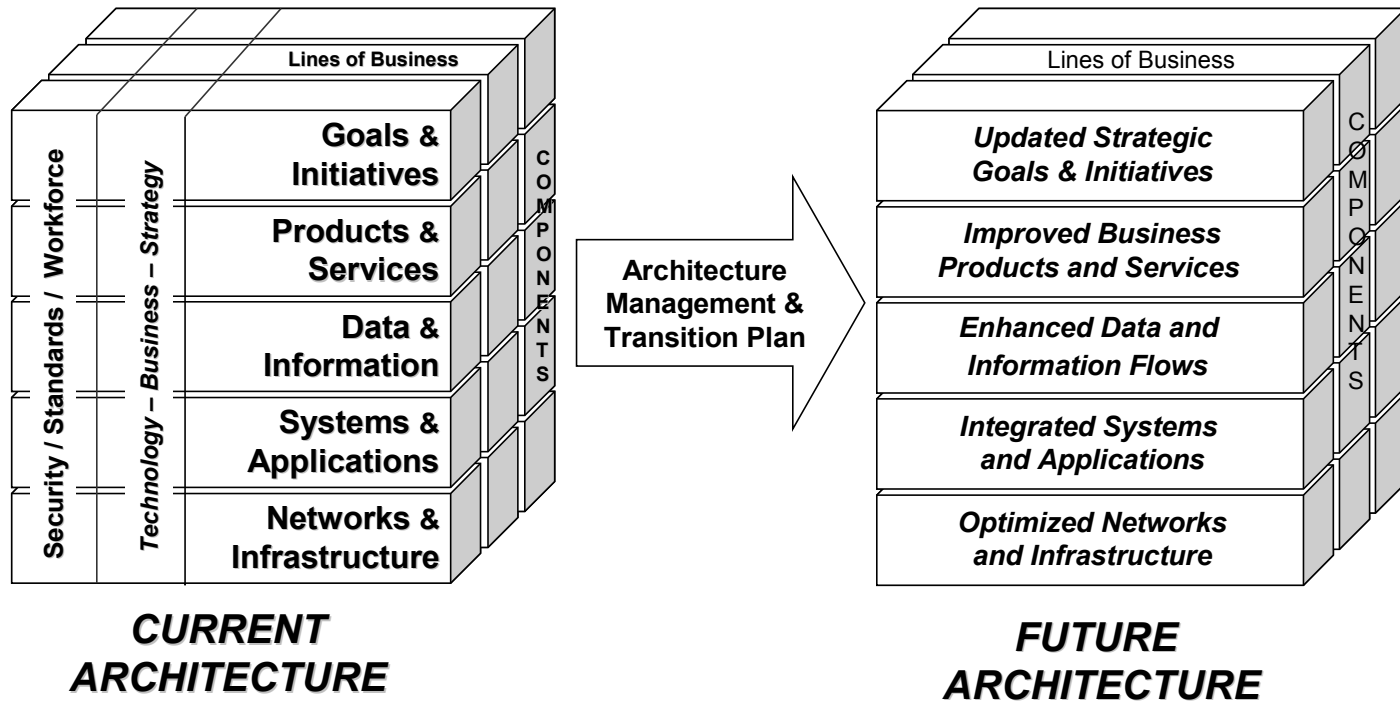 Lines of Business
Security / Standards / Workforce
Technology – Business – Strategy
Goals &
Initiatives
Products &
Services
Data &
Information
Systems &
Applications
Networks &
Infrastructure
COMPONENTS
CURRENT
ARCHITECTURE
Architecture
Management &
Transition Plan
Lines of Business
Updated Strategic
Goals & Initiatives
Improved Business
Products and Services
Enhanced Data and
Information Flows
Integrated Systems
and Applications
Optimized Networks
and Infrastructure
COMPONENTS
FUTURE
ARCHITECTURE